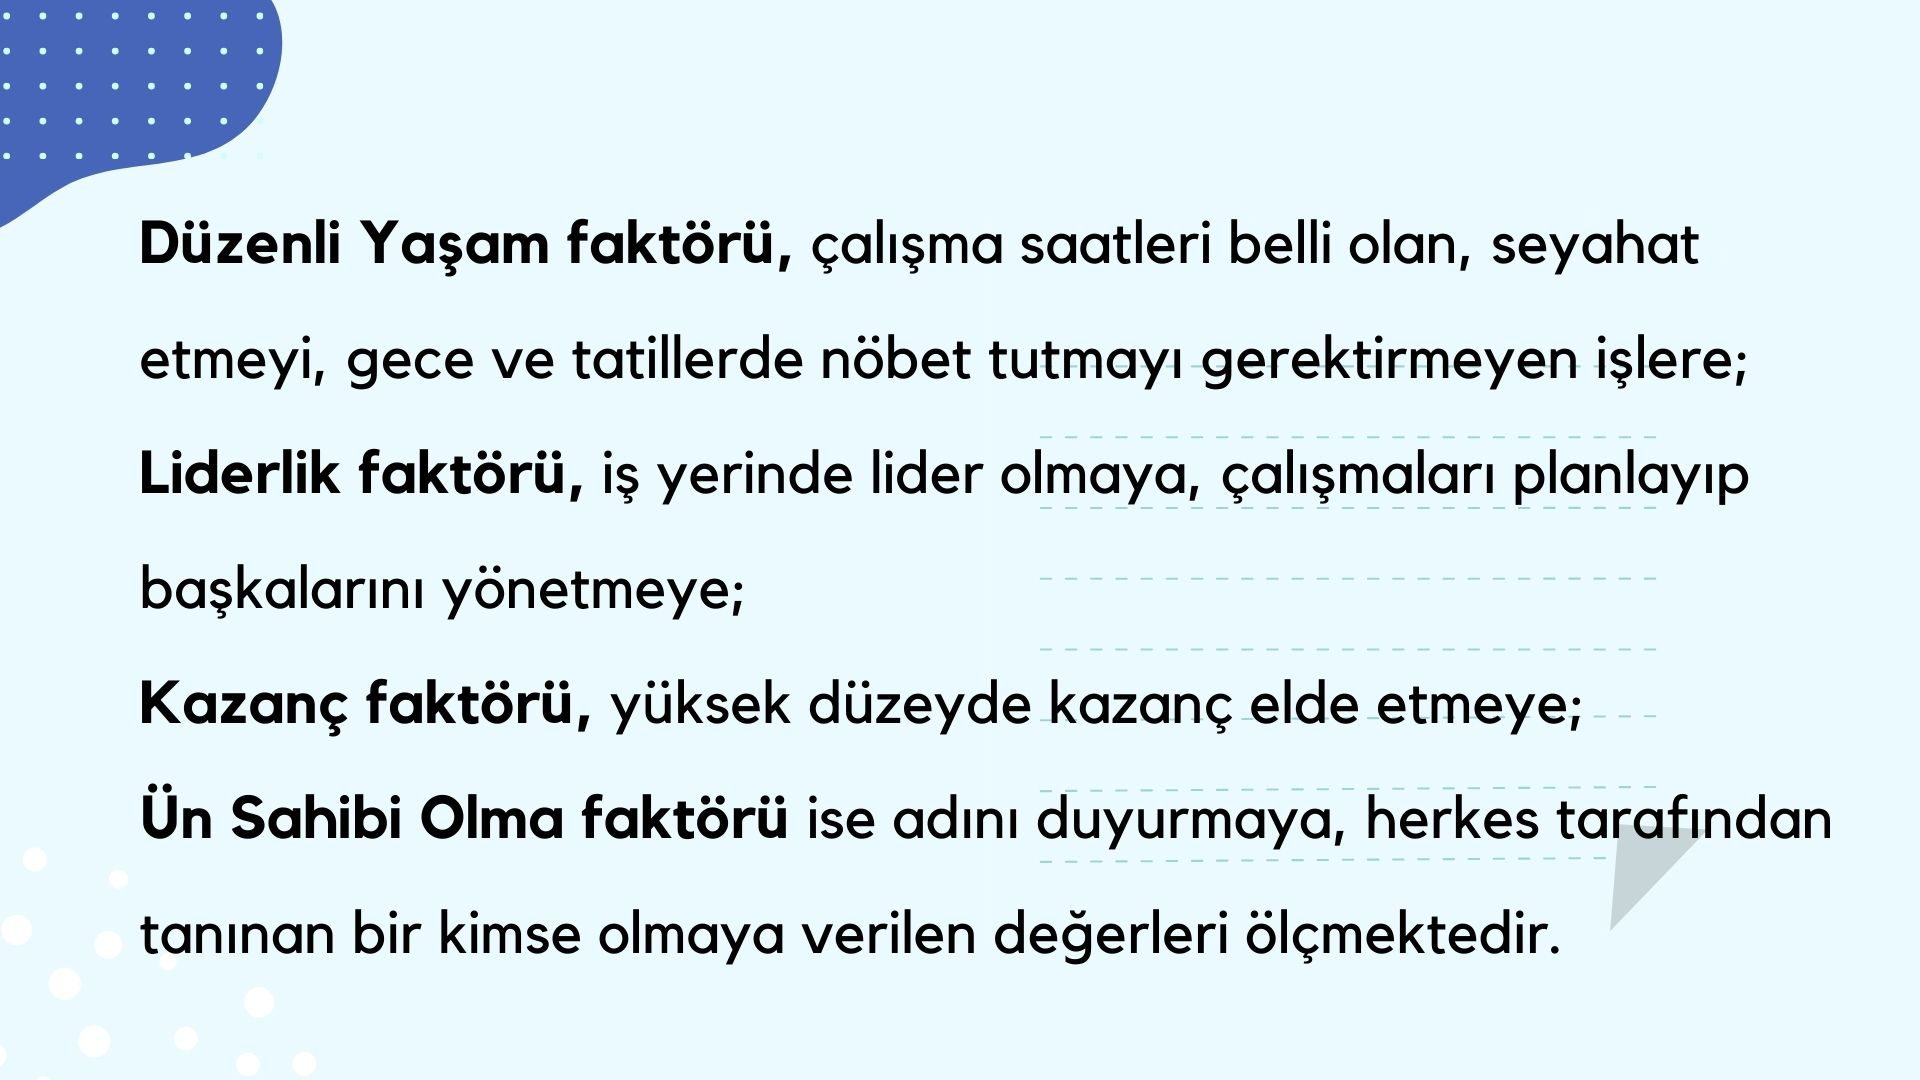 Düzenli Yaşam faktörü, çalışma saatleri belli olan, seyahat
etmeyi, gece ve tatillerde nöbet tutmayı gerektirmeyen işlere;
Liderlik faktörü, iş yerinde lider olmaya, çalışmaları planlayıp
başkalarını yönetmeye;
Kazanç faktörü, yüksek düzeyde kazanç elde etmeye;
Ün Sahibi Olma faktörü ise adını duyurmaya, herkes tarafından
tanınan bir kimse olmaya verilen değerleri ölçmektedir.